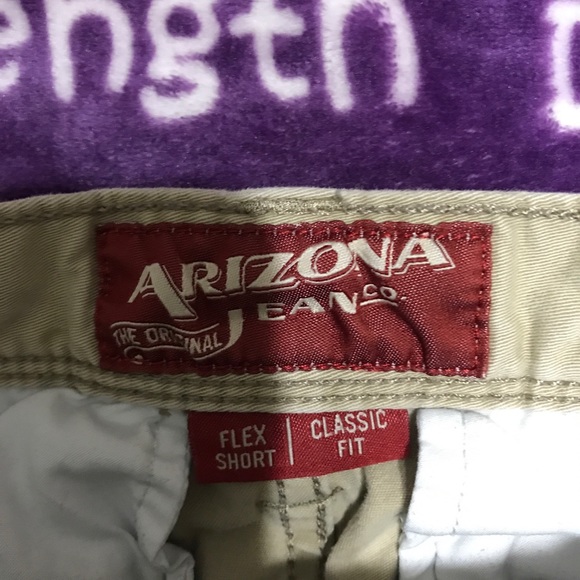 ength
ARIZONA
JEAN CO.
THE ORIGINAL
FLEX SHORT
CLASSIC FIT